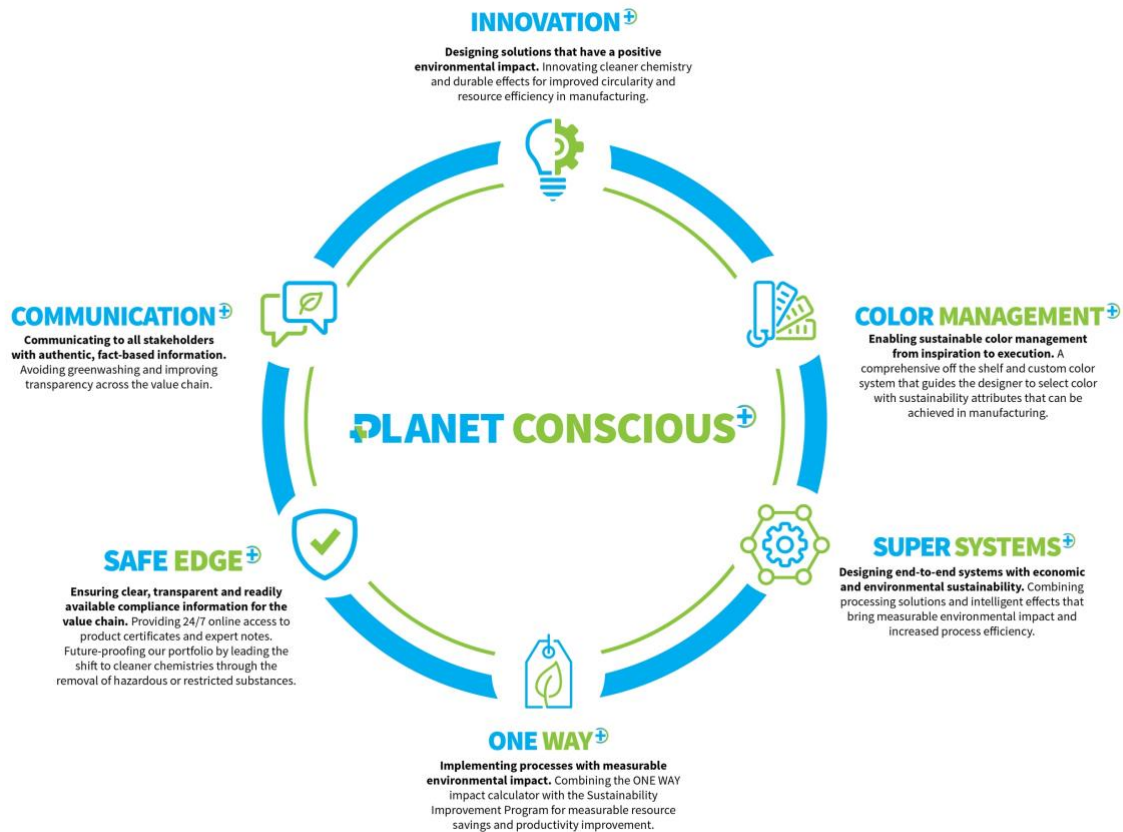 INNOVATION+
Designing solutions that have a positive
environmental impact. Innovating cleaner chemistry
and durable effects for improved circularity and
resource efficiency in manufacturing.
COMMUNICATION+
Communicating to all stakeholders
with authentic, fact-based information.
Avoiding greenwashing and improving
transparency across the value chain.
COLOR MANAGEMENT+
Enabling sustainable color management
from inspiration to execution. A
comprehensive off the shelf and custom color
system that guides the designer to select color
with sustainability attributes that can be
achieved in manufacturing.
PLANET CONSCIOUS+
SAFE EDGE+
Ensuring clear, transparent and readily
available compliance information for the
value chain. Providing 24/7 online access to
product certificates and expert notes.
Future-proofing our portfolio by leading the
shift to cleaner chemistries through the
removal of hazardous or restricted substances.
SUPER SYSTEMS+
Designing end-to-end systems with economic
and environmental sustainability. Combining
processing solutions and intelligent effects that
bring measurable environmental impact and
increased process efficiency.
ONE WAY+
Implementing processes with measurable
environmental impact. Combining the ONE WAY
impact calculator with the Sustainability
Improvement Program for measurable resource
savings and productivity improvement.